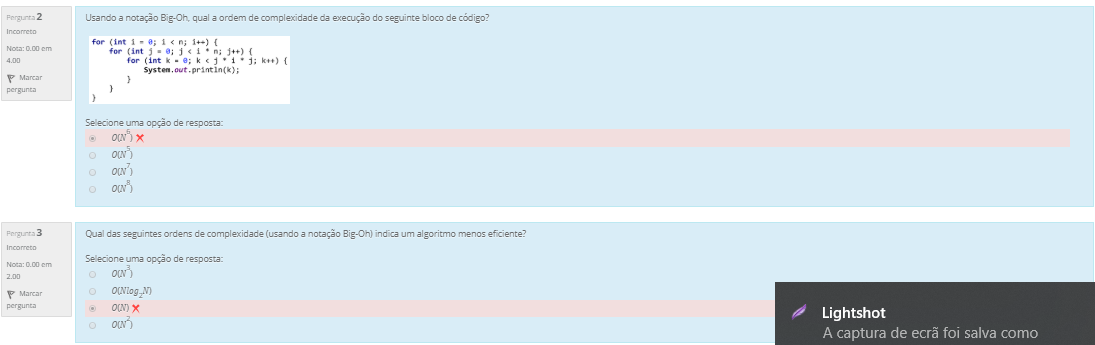 Pergunta 2
Incorreto
Nota: 0.00 em
4.00
Marcar
pergunta
Usando a notação Big-Oh, qual a ordem de complexidade da execução do seguinte bloco de código?
for (int i = 0; i < n; i++) {
for (int j = 0; j < i * n; j++) {
for (int k = 0; k < j * i * j; k++) {
System.out.println(k);
}
}
}
Selecione uma opção de resposta:
O(N^6)
O(N^5)
O(N^7)
O(N^8)
Pergunta 3
Incorreto
Nota: 0.00 em
2.00
Marcar
pergunta
Qual das seguintes ordens de complexidade (usando a notação Big-Oh) indica um algoritmo menos eficiente?
Selecione uma opção de resposta:
O(N^3)
O(Nlog_2N)
O(N)
O(N^2)
Lightshot
A captura de ecrã foi salva como